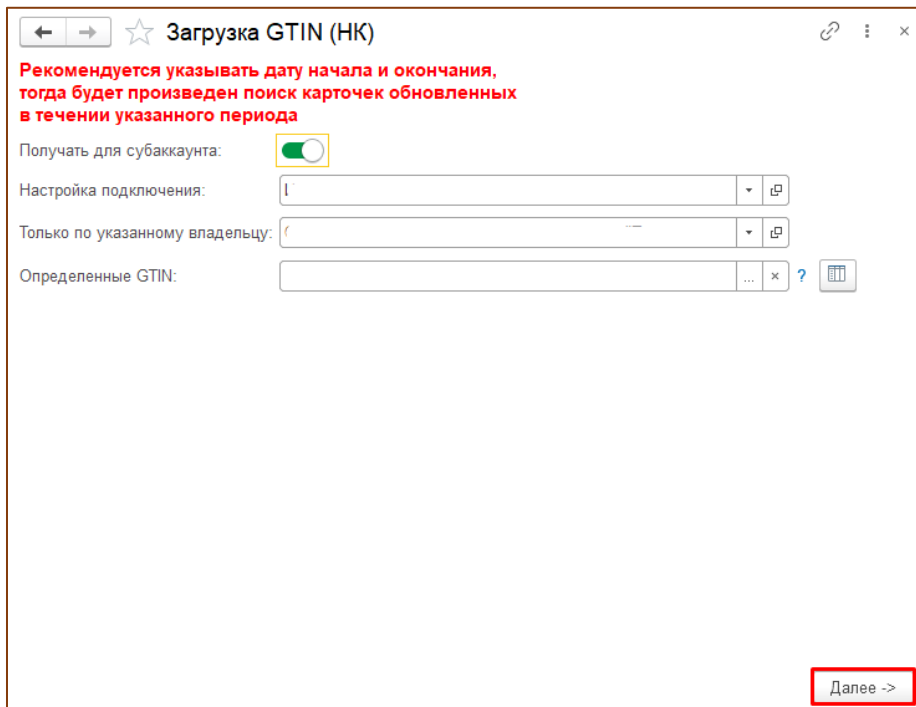 Загрузка GTIN (НК)
Рекомендуется указывать дату начала и окончания,
тогда будет произведен поиск карточек обновленных
в течении указанного периода
Получать для субаккаунта:
Настройка подключения:
Только по указанному владельцу:
Определенные GTIN:
... × ?
Далее ->